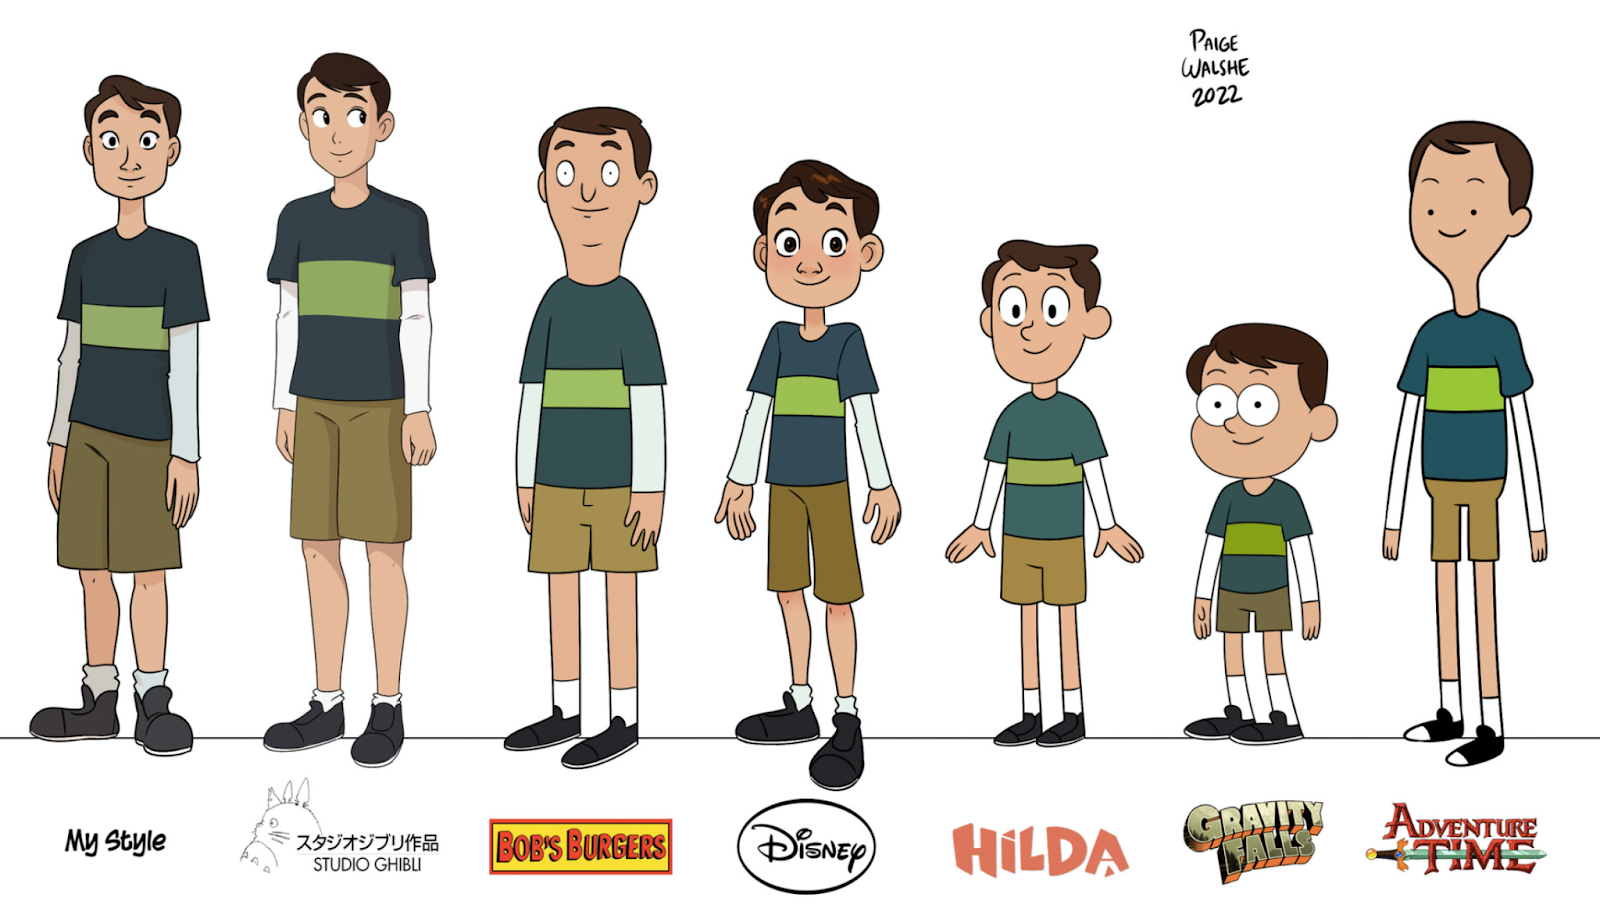 PAIGE
WALSHE
2022
My Style
スタジオジブリ作品
STUDIO GHIBLI
BOB'S BURGERS
DISNEY
HiLDA
GRAVITY
FALLS
ADVENTURE
TIME